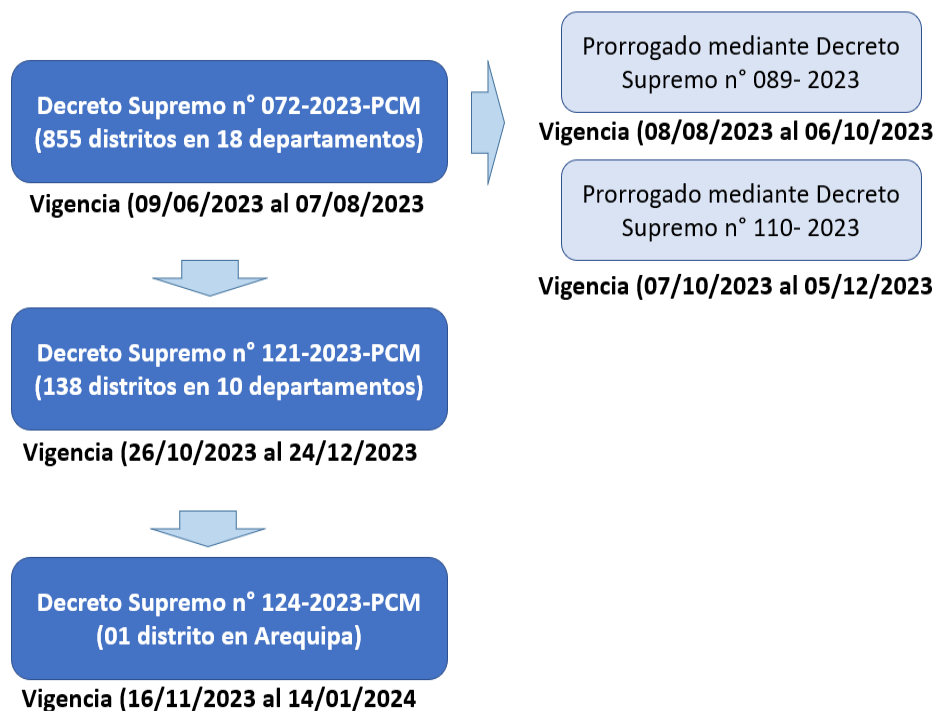 Decreto Supremo n° 072-2023-PCM
(855 distritos en 18 departamentos)
Vigencia (09/06/2023 al 07/08/2023
Prorrogado mediante Decreto
Supremo n° 089- 2023
Vigencia (08/08/2023 al 06/10/2023
Prorrogado mediante Decreto
Supremo n° 110- 2023
Vigencia (07/10/2023 al 05/12/2023
Decreto Supremo n° 121-2023-PCM
(138 distritos en 10 departamentos)
Vigencia (26/10/2023 al 24/12/2023
Decreto Supremo n° 124-2023-PCM
(01 distrito en Arequipa)
Vigencia (16/11/2023 al 14/01/2024